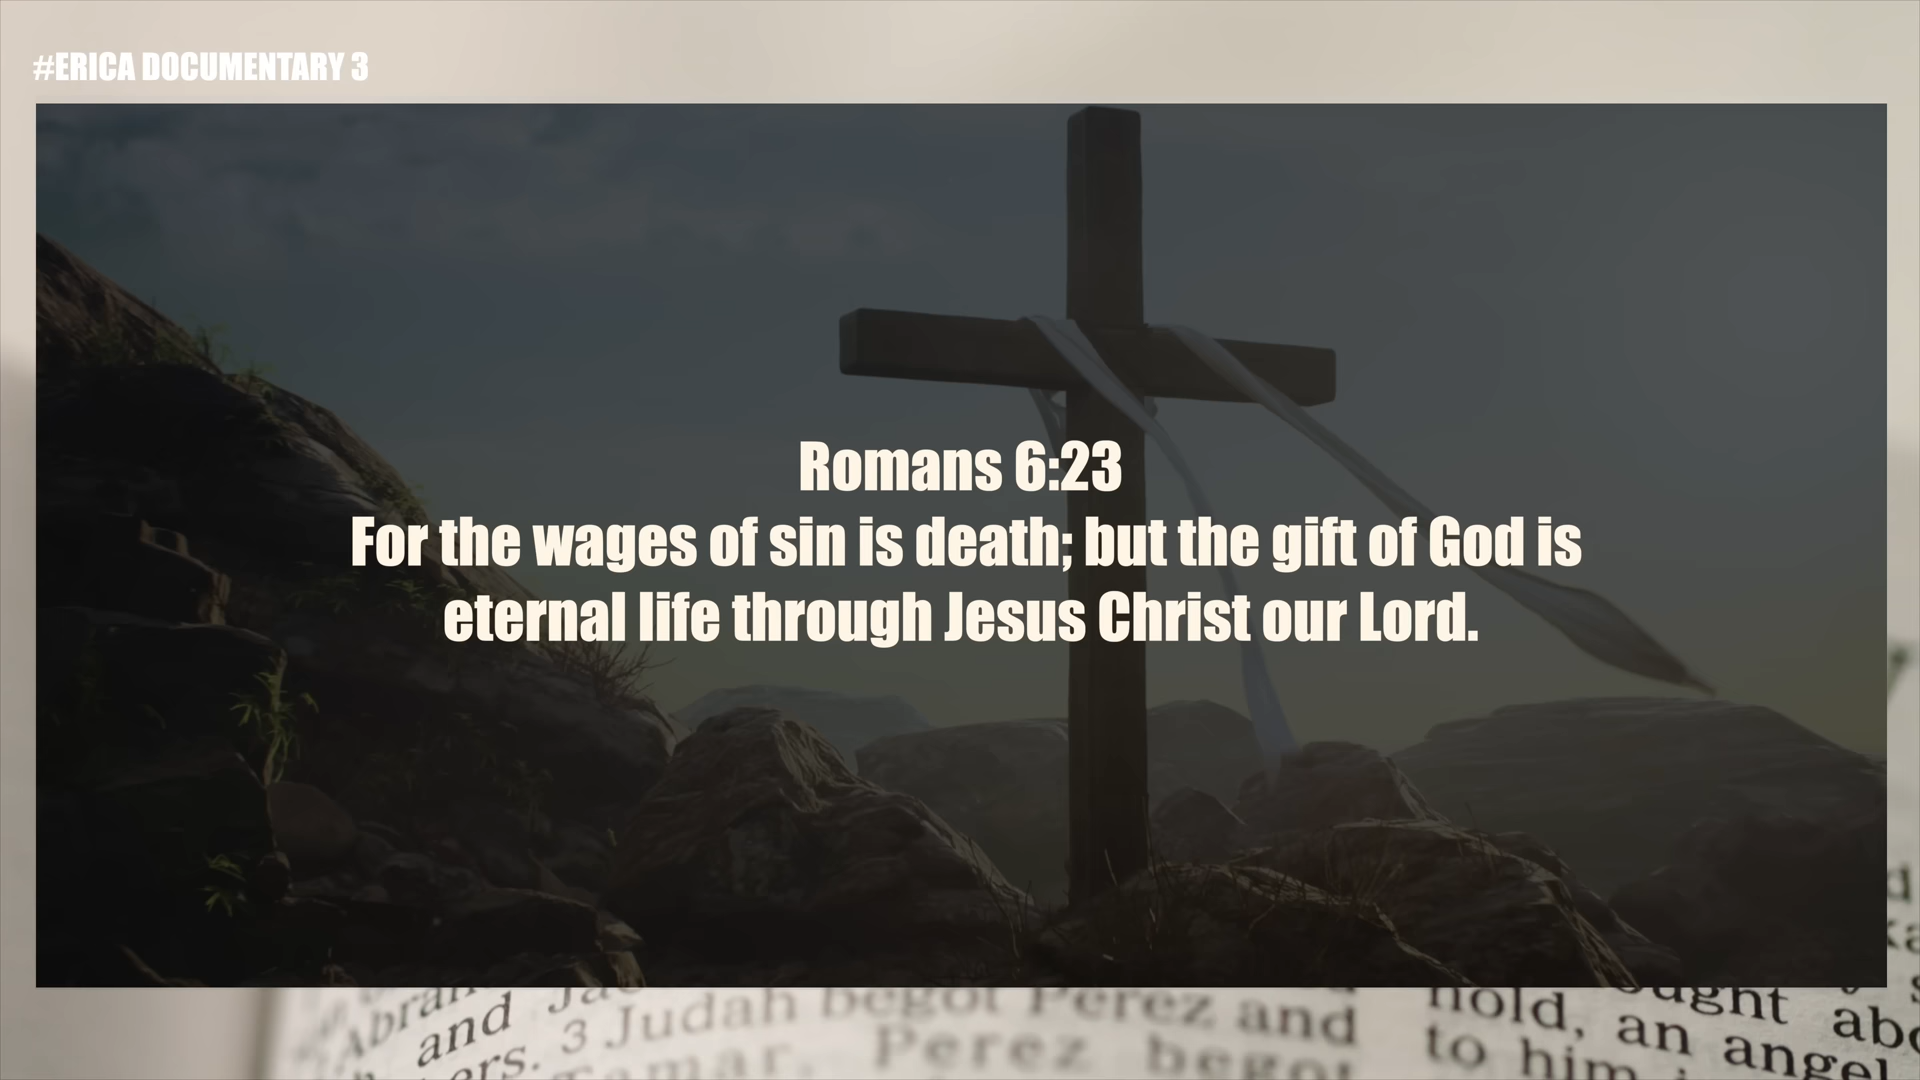 #ERICA DOCUMENTARY 3
Romans 6:23
For the wages of sin is death; but the gift of God is
eternal life through Jesus Christ our Lord.
and
3 Judah begot Perez and
Perez begot
hold, an angel
to him